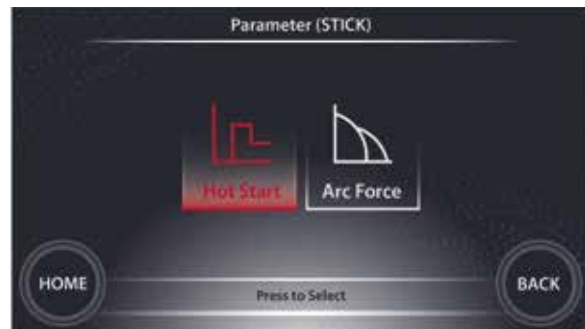 Parameter (STICK)
Hot Start
Arc Force
HOME
Press to Select
BACK